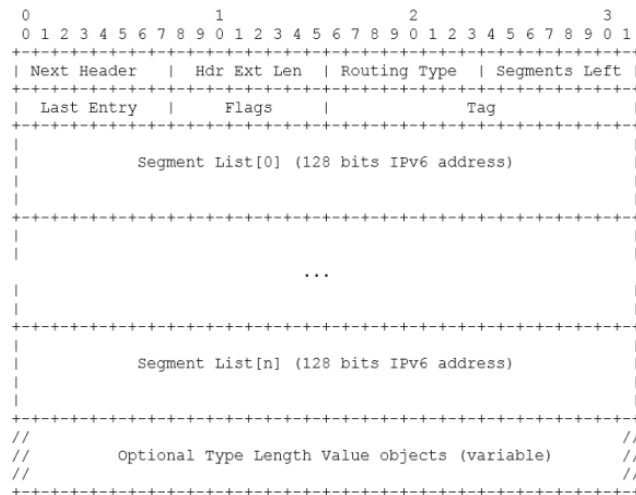 0                   1                   2                   3
0 1 2 3 4 5 6 7 8 9 0 1 2 3 4 5 6 7 8 9 0 1 2 3 4 5 6 7 8 9 0 1
+-+-+-+-+-+-+-+-+-+-+-+-+-+-+-+-+-+-+-+-+-+-+-+-+-+-+-+-+-+-+-+-+
| Next Header   |  Hdr Ext Len  | Routing Type  | Segments Left |
+-+-+-+-+-+-+-+-+-+-+-+-+-+-+-+-+-+-+-+-+-+-+-+-+-+-+-+-+-+-+-+-+
|  Last Entry   |     Flags     |              Tag              |
+-+-+-+-+-+-+-+-+-+-+-+-+-+-+-+-+-+-+-+-+-+-+-+-+-+-+-+-+-+-+-+-+
|                                                               |
|            Segment List[0] (128 bits IPv6 address)            |
|                                                               |
|                                                               |
+-+-+-+-+-+-+-+-+-+-+-+-+-+-+-+-+-+-+-+-+-+-+-+-+-+-+-+-+-+-+-+-+
|                                                               |
|                                                               |
...
|                                                               |
|                                                               |
+-+-+-+-+-+-+-+-+-+-+-+-+-+-+-+-+-+-+-+-+-+-+-+-+-+-+-+-+-+-+-+-+
|                                                               |
|            Segment List[n] (128 bits IPv6 address)            |
|                                                               |
|                                                               |
+-+-+-+-+-+-+-+-+-+-+-+-+-+-+-+-+-+-+-+-+-+-+-+-+-+-+-+-+-+-+-+-+
//                                                             //
//         Optional Type Length Value objects (variable)       //
//                                                             //
+-+-+-+-+-+-+-+-+-+-+-+-+-+-+-+-+-+-+-+-+-+-+-+-+-+-+-+-+-+-+-+-+